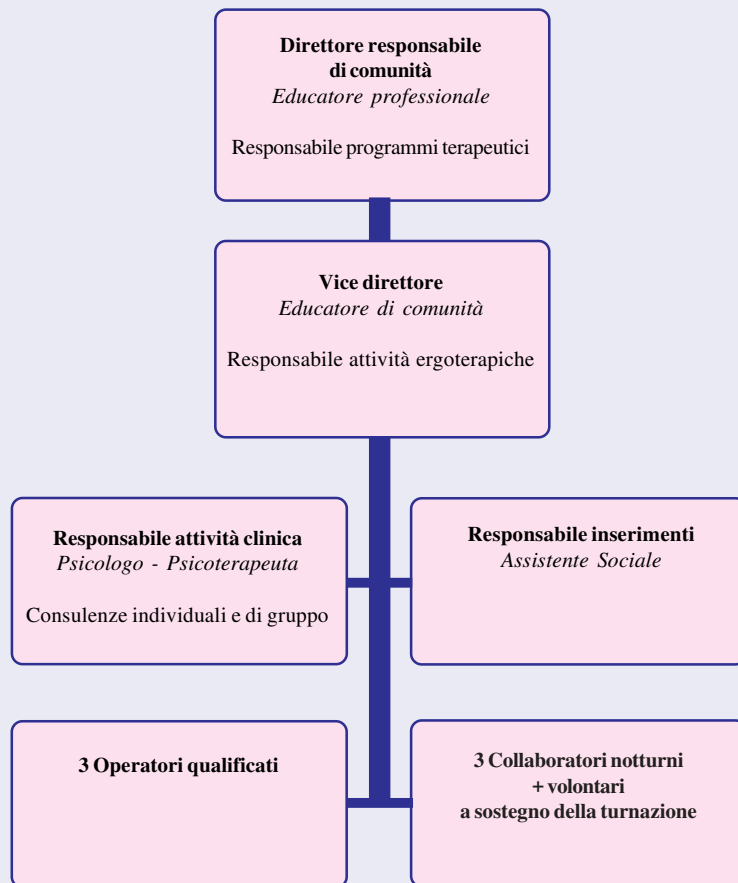 Direttore responsabile
di comunità
Educatore professionale
Responsabile programmi terapeutici
Vice direttore
Educatore di comunità
Responsabile attività ergoterapiche
Responsabile attività clinica
Psicologo - Psicoterapeuta
Consulenze individuali e di gruppo
Responsabile inserimenti
Assistente Sociale
3 Operatori qualificati
3 Collaboratori notturni
+ volontari
a sostegno della turnazione